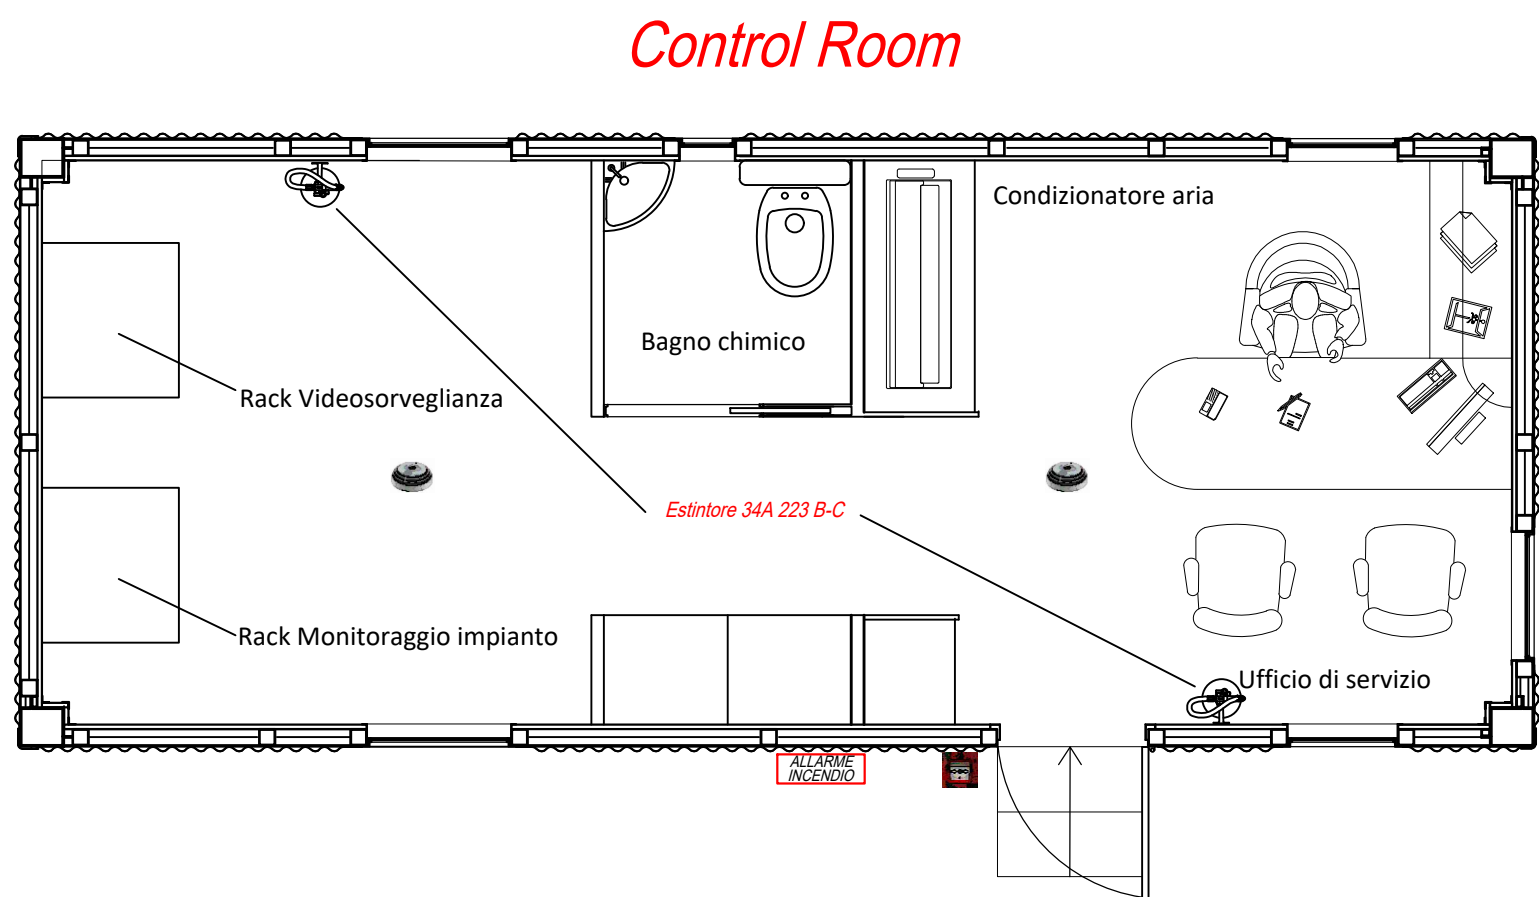 Control Room
Condizionatore aria
Bagno chimico
Rack Videosorveglianza
Estintore 34A 223 B-C
Rack Monitoraggio impianto
Ufficio di servizio
ALLARME
INCENDIO